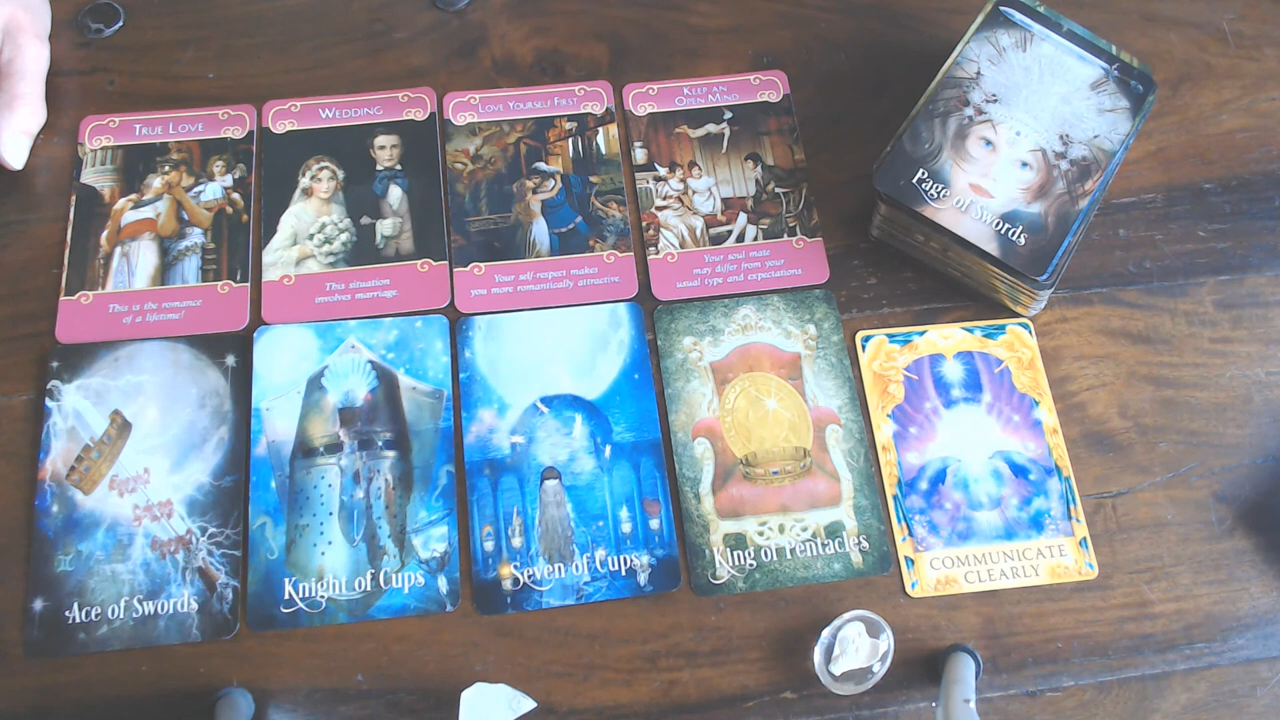 TRUE LOVE
This is the romance
of a lifetime!
WEDDING
This situation
involves marriage.
LOVE YOURSELF FIRST
Your self-respect makes
you more romantically attractive.
KEEP AN
OPEN MIND
Your soul mate
may differ from your
usual type and expectations.
Page of Swords
Ace of Swords
Knight of Cups
Seven of Cups
King of Pentacles
COMMUNICATE
CLEARLY